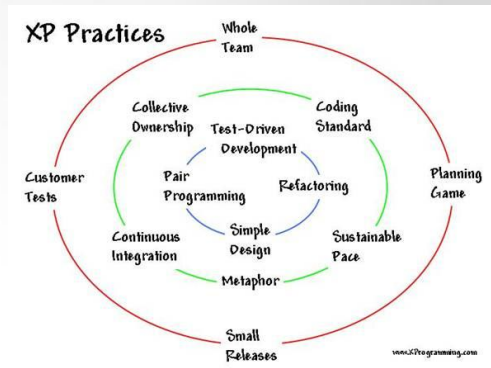 XP Practices
Whole
Team
Collective
Ownership
Coding
Standard
Test-Driven
Development
Customer
Tests
Pair
Programming
Refactoring
Planning
Game
Continuous
Integration
Simple
Design
Sustainable
Pace
Metaphor
Small
Releases
www.XProgramming.com